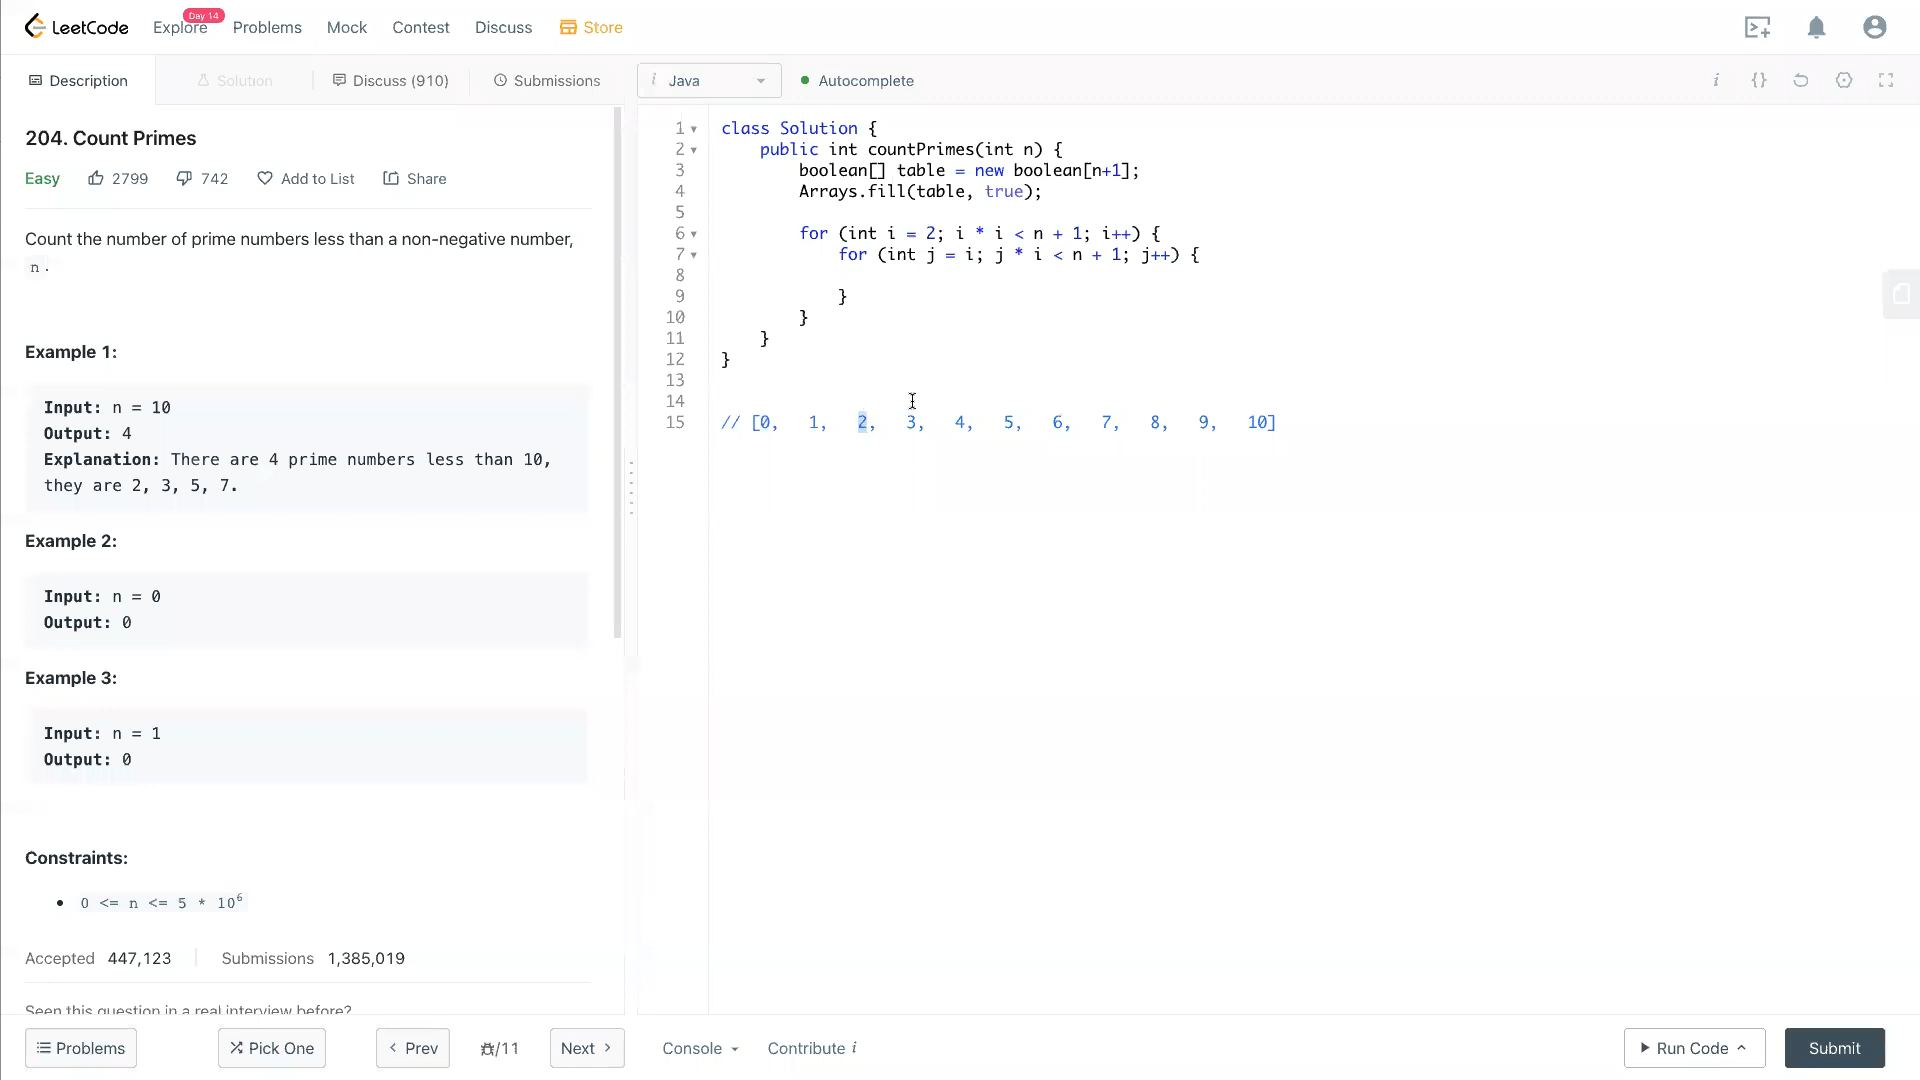 LeetCode Explore Day 14 Problems Mock Contest Discuss Store
Description Solution Discuss (910) Submissions i Java Autocomplete i {}
204. Count Primes
Easy 2799 742 Add to List Share
Count the number of prime numbers less than a non-negative number,
n .
Example 1:
Input: n = 10
Output: 4
Explanation: There are 4 prime numbers less than 10,
they are 2, 3, 5, 7.
Example 2:
Input: n = 0
Output: 0
Example 3:
Input: n = 1
Output: 0
Constraints:
• 0 <= n <= 5 * 10⁶
Accepted 447,123 Submissions 1,385,019
Seen this question in a real interview before?
1 class Solution {
2     public int countPrimes(int n) {
3         boolean[] table = new boolean[n+1];
4         Arrays.fill(table, true);
5
6         for (int i = 2; i * i < n + 1; i++) {
7             for (int j = i; j * i < n + 1; j++) {
8
9             }
10         }
11     }
12 }
13
14
15 // [0,   1,   2,   3,   4,   5,   6,   7,   8,   9,   10]
Problems Pick One Prev /11 Next Console Contribute i Run Code Submit